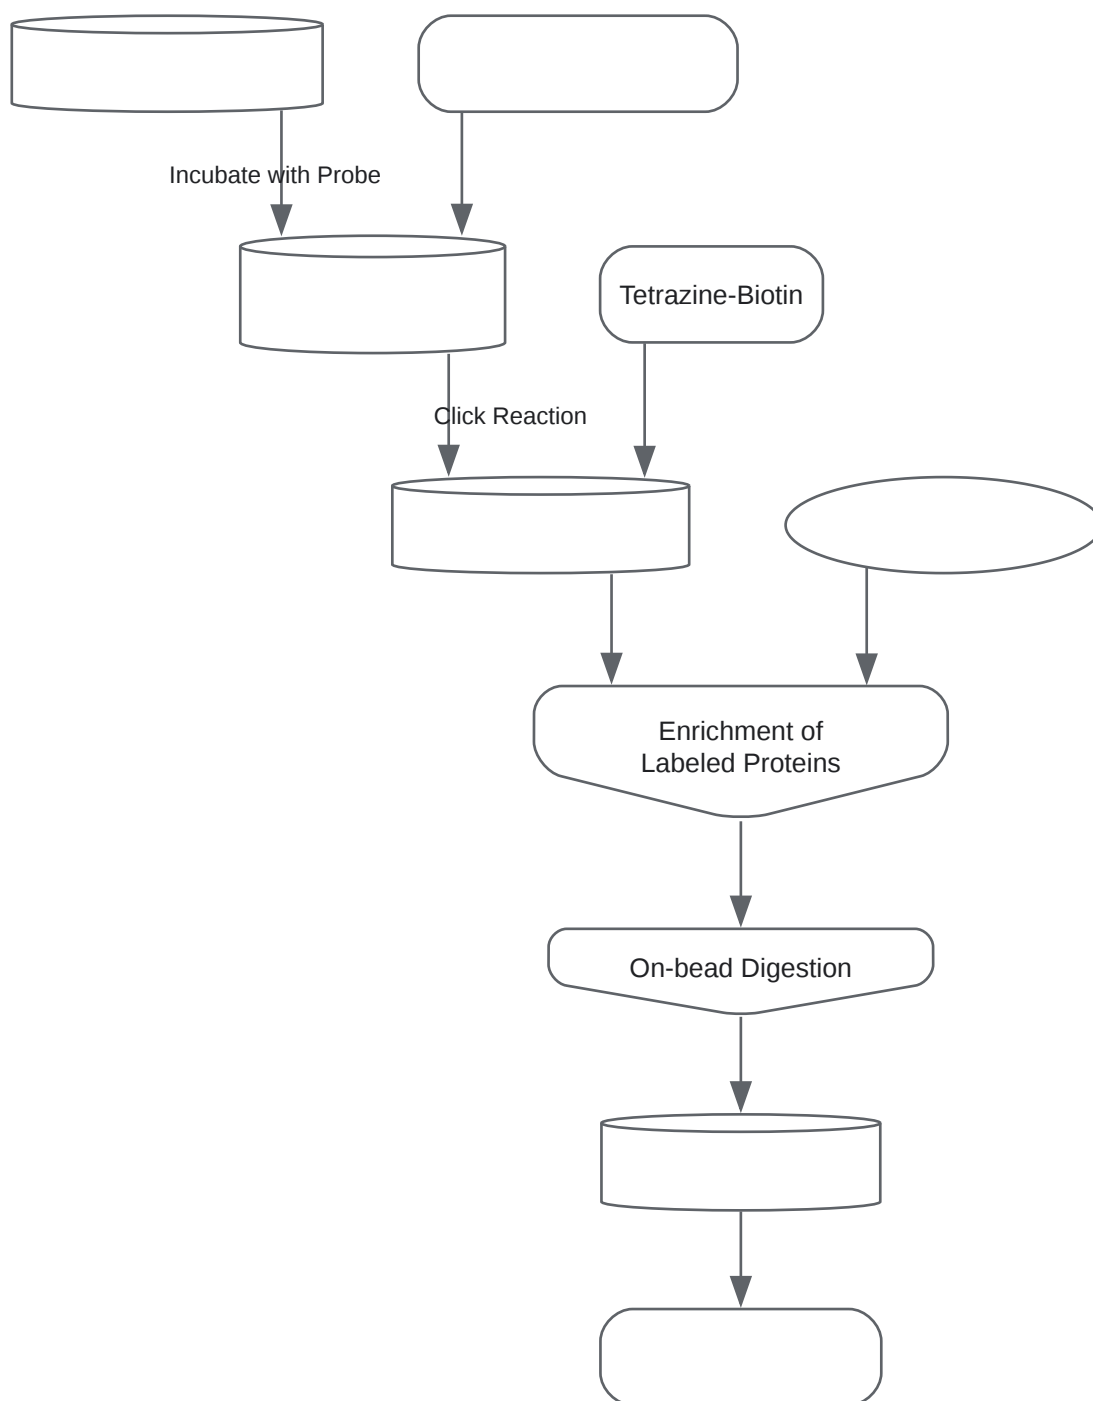 Incubate with Probe
Tetrazine-Biotin
Click Reaction
Enrichment of
Labeled Proteins
On-bead Digestion